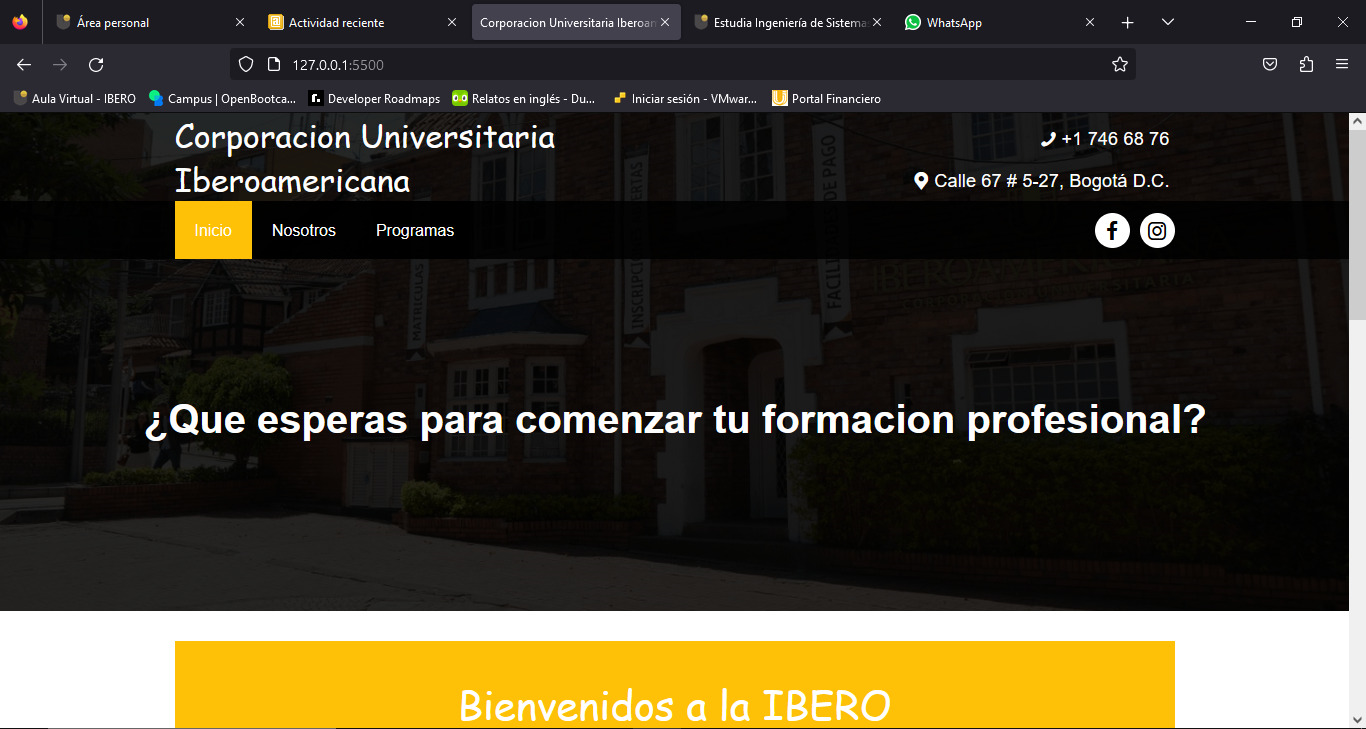 Área personal
Actividad reciente
Corporacion Universitaria Iberoam
Estudia Ingeniería de Sistema
WhatsApp
127.0.0.1:5500
Aula Virtual - IBERO
Campus | OpenBootca...
Developer Roadmaps
Relatos en inglés - Du...
Iniciar sesión - VMwar...
Portal Financiero
Corporacion Universitaria
Iberoamericana
+1 746 68 76
Calle 67 # 5-27, Bogotá D.C.
Inicio
Nosotros
Programas
MATRICULAS
¿Que esperas para comenzar tu formacion profesional?
Bienvenidos a la IBERO